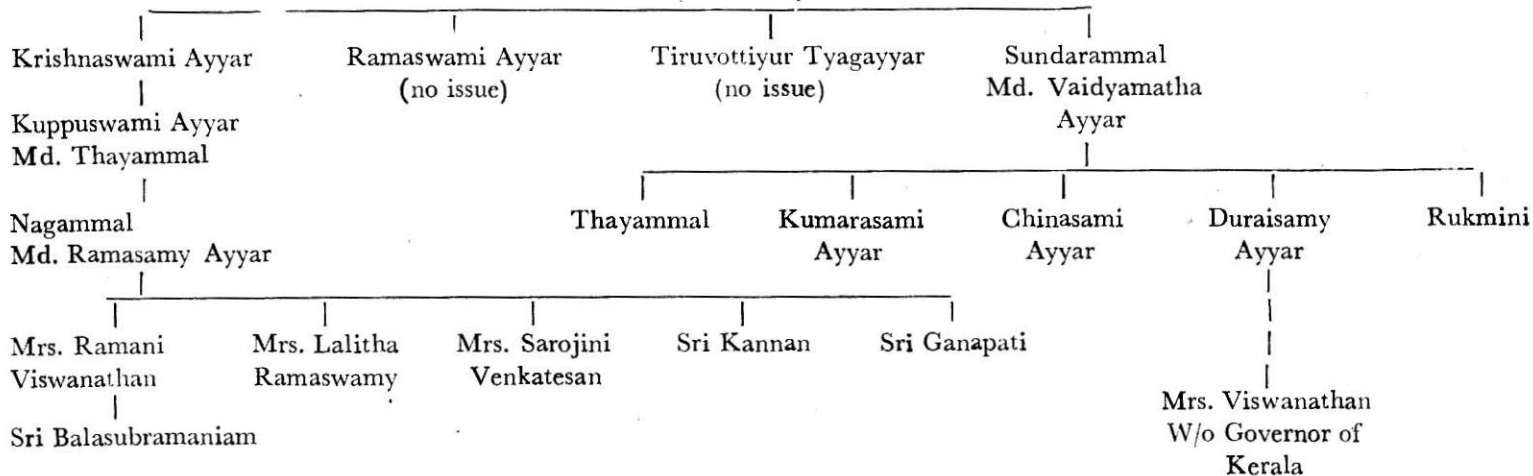 Krishnaswami Ayyar
Ramaswami Ayyar
(no issue)
Tiruvottiyur Tyagayyar
(no issue)
Sundarammal
Md. Vaidyamatha
Ayyar
Kuppuswami Ayyar
Md. Thayammal
Nagammal
Md. Ramasamy Ayyar
Thayammal
Kumarasami
Ayyar
Chinasami
Ayyar
Duraisamy
Ayyar
Rukmini
Mrs. Ramani
Viswanathan
Mrs. Lalitha
Ramaswamy
Mrs. Sarojini
Venkatesan
Sri Kannan
Sri Ganapati
Sri Balasubramaniam
Mrs. Viswanathan
W/o Governor of
Kerala